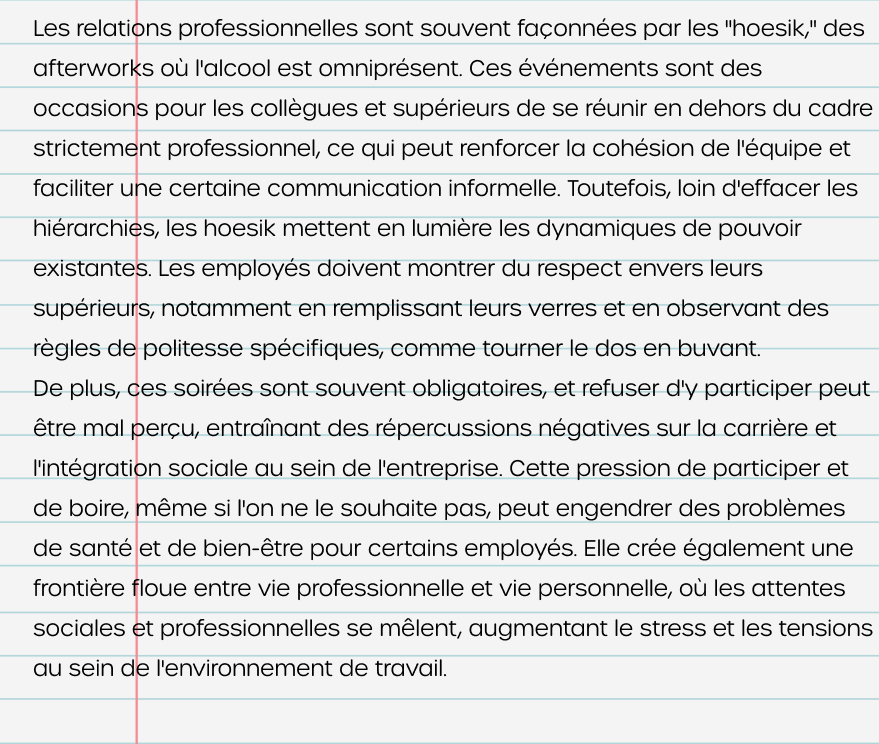 Les relations professionnelles sont souvent façonnées par les "hoesik," des
afterworks où l'alcool est omniprésent. Ces événements sont des
occasions pour les collègues et supérieurs de se réunir en dehors du cadre
strictement professionnel, ce qui peut renforcer la cohésion de l'équipe et
faciliter une certaine communication informelle. Toutefois, loin d'effacer les
hiérarchies, les hoesik mettent en lumière les dynamiques de pouvoir
existantes. Les employés doivent montrer du respect envers leurs
supérieurs, notamment en remplissant leurs verres et en observant des
règles de politesse spécifiques, comme tourner le dos en buvant.
De plus, ces soirées sont souvent obligatoires, et refuser d'y participer peut
être mal perçu, entraînant des répercussions négatives sur la carrière et
l'intégration sociale au sein de l'entreprise. Cette pression de participer et
de boire, même si l'on ne le souhaite pas, peut engendrer des problèmes
de santé et de bien-être pour certains employés. Elle crée également une
frontière floue entre vie professionnelle et vie personnelle, où les attentes
sociales et professionnelles se mêlent, augmentant le stress et les tensions
au sein de l'environnement de travail.